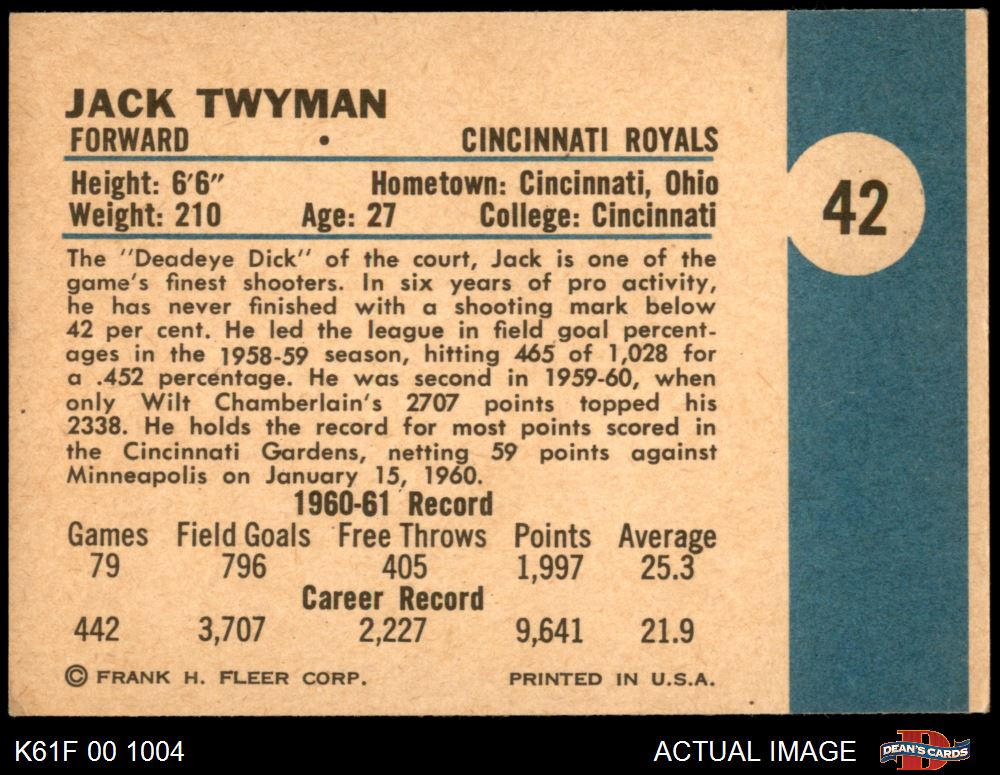 JACK TWYMAN
FORWARD • CINCINNATI ROYALS
Height: 6'6" Hometown: Cincinnati, Ohio
Weight: 210 Age: 27 College: Cincinnati
42
The "Deadeye Dick" of the court, Jack is one of the
game's finest shooters. In six years of pro activity,
he has never finished with a shooting mark below
42 per cent. He led the league in field goal percent-
ages in the 1958-59 season, hitting 465 of 1,028 for
a .452 percentage. He was second in 1959-60, when
only Wilt Chamberlain's 2707 points topped his
2338. He holds the record for most points scored in
the Cincinnati Gardens, netting 59 points against
Minneapolis on January 15, 1960.
1960-61 Record
Games Field Goals Free Throws Points Average
79 796 405 1,997 25.3
Career Record
442 3,707 2,227 9,641 21.9
© FRANK H. FLEER CORP. PRINTED IN U.S.A.
K61F 00 1004 ACTUAL IMAGE DEAN'S CARDS